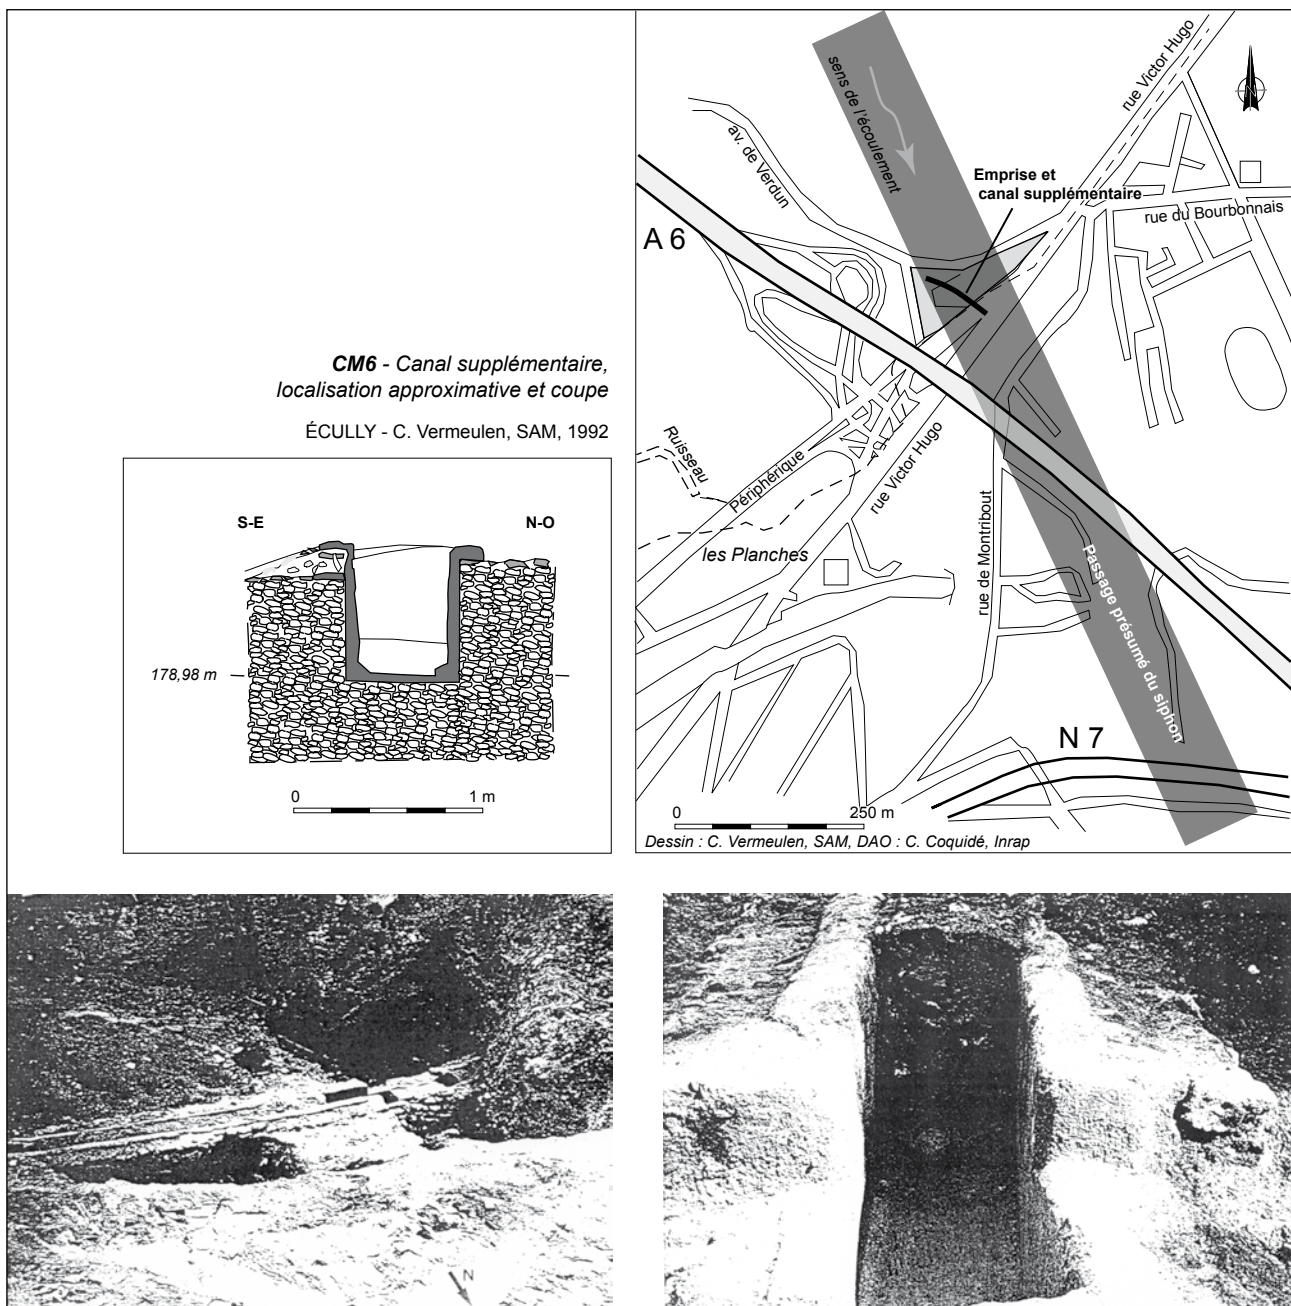 CM6 - Canal supplémentaire,
localisation approximative et coupe
ÉCULLY - C. Vermeulen, SAM, 1992
S-E
N-O
178,98 m
0
1 m
sens de l'écoulement
rue Victor Hugo
N
av. de Verdun
Emprise et
canal supplémentaire
rue du Bourbonnais
A 6
Ruisseau
Périphérique
rue Victor Hugo
les Planches
rue de Montribout
Passage présumé du siphon
N 7
0
250 m
Dessin : C. Vermeulen, SAM, DAO : C. Coquidé, Inrap
N